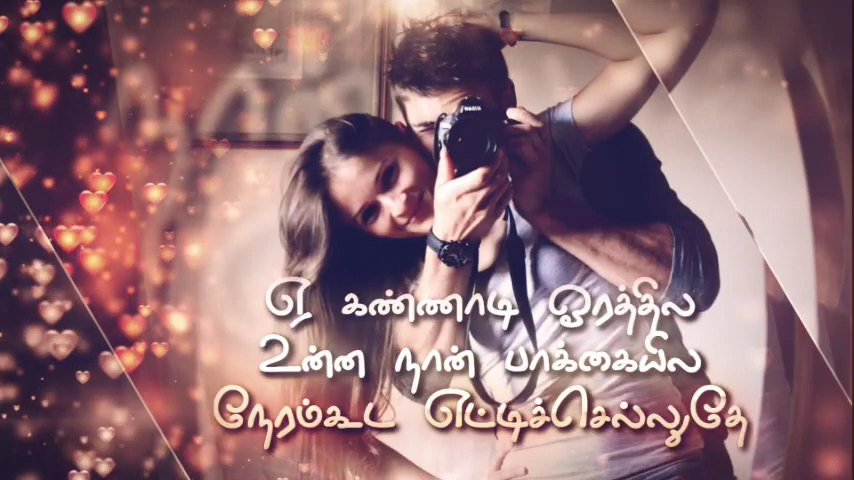 ஏ கண்ணாடி ஓரத்தில
உன்ன நான் பாக்கையில
நேரம்கூட எட்டிச்செல்லுதே